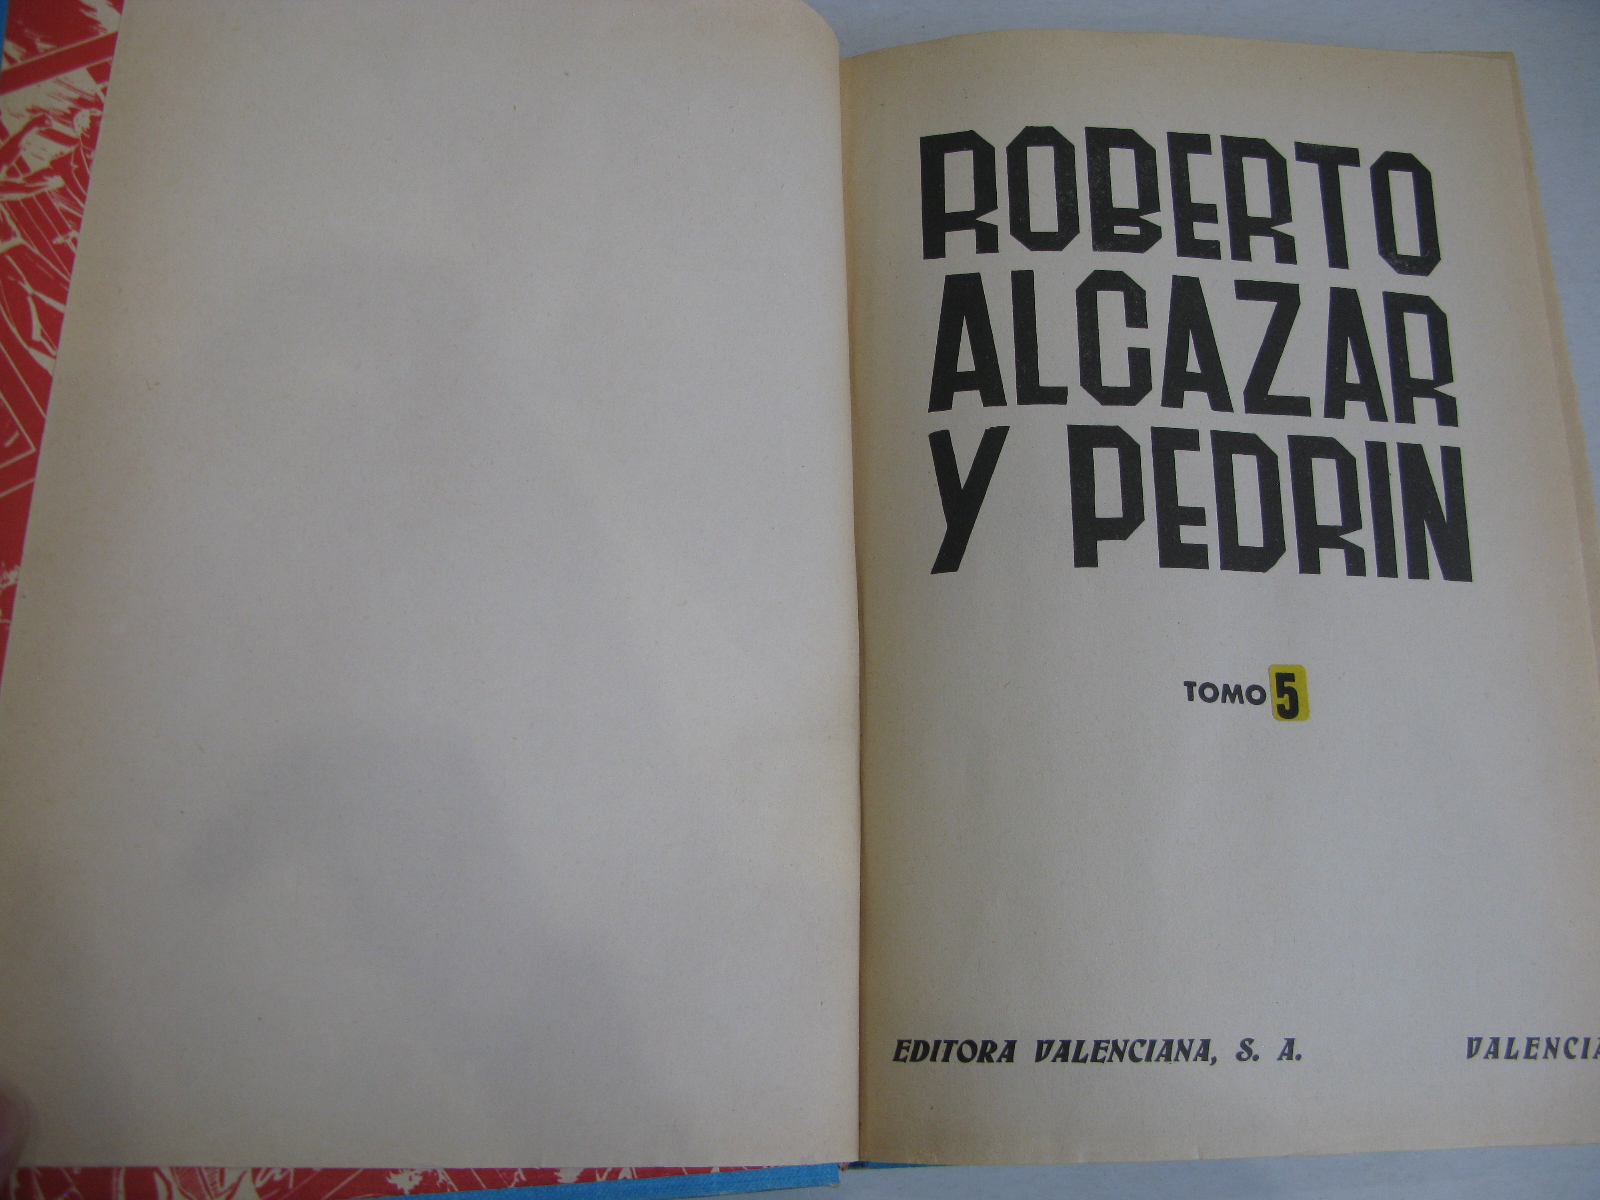 ROBERTO
ALCAZAR
Y PEDRIN
TOMO 5
EDITORA VALENCIANA, S. A. VALENCIA